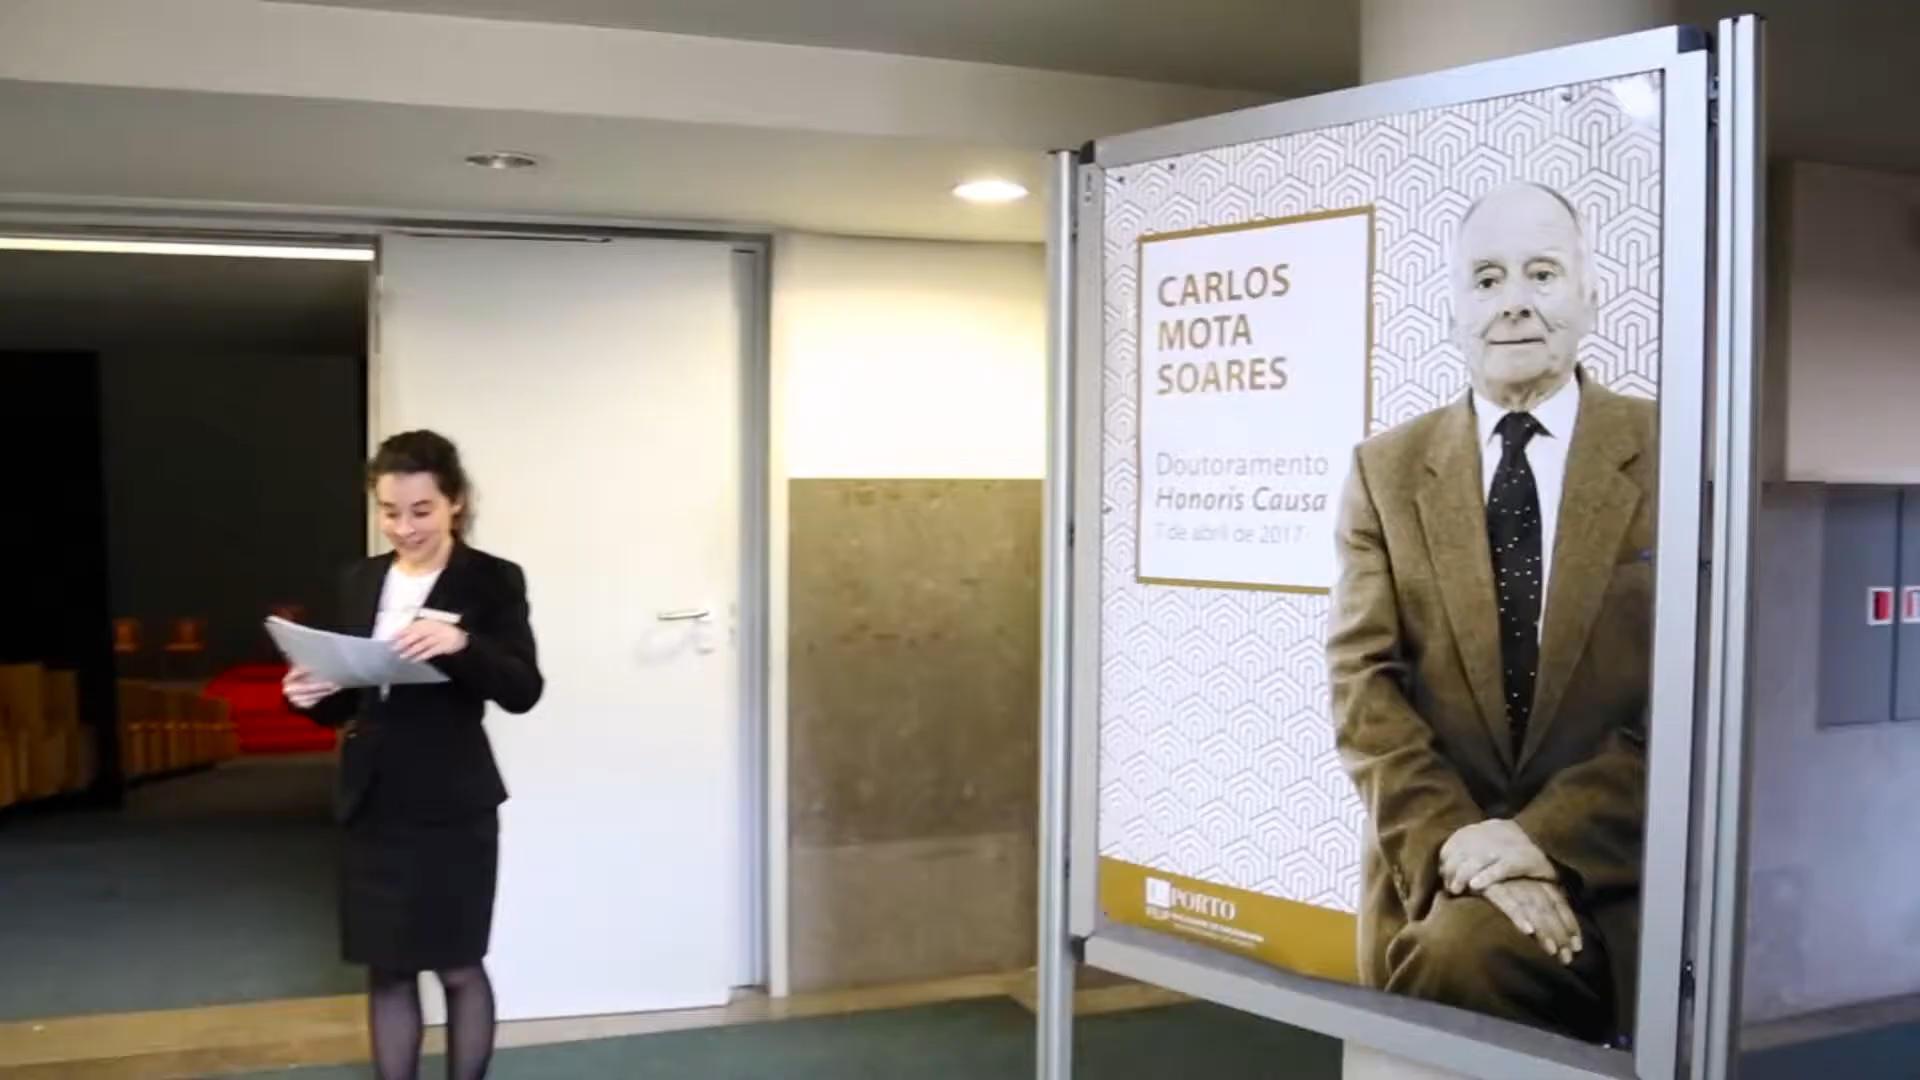 CARLOS
MOTA
SOARES
Doutoramento
Honoris Causa
7 de abril de 2017
PORTO